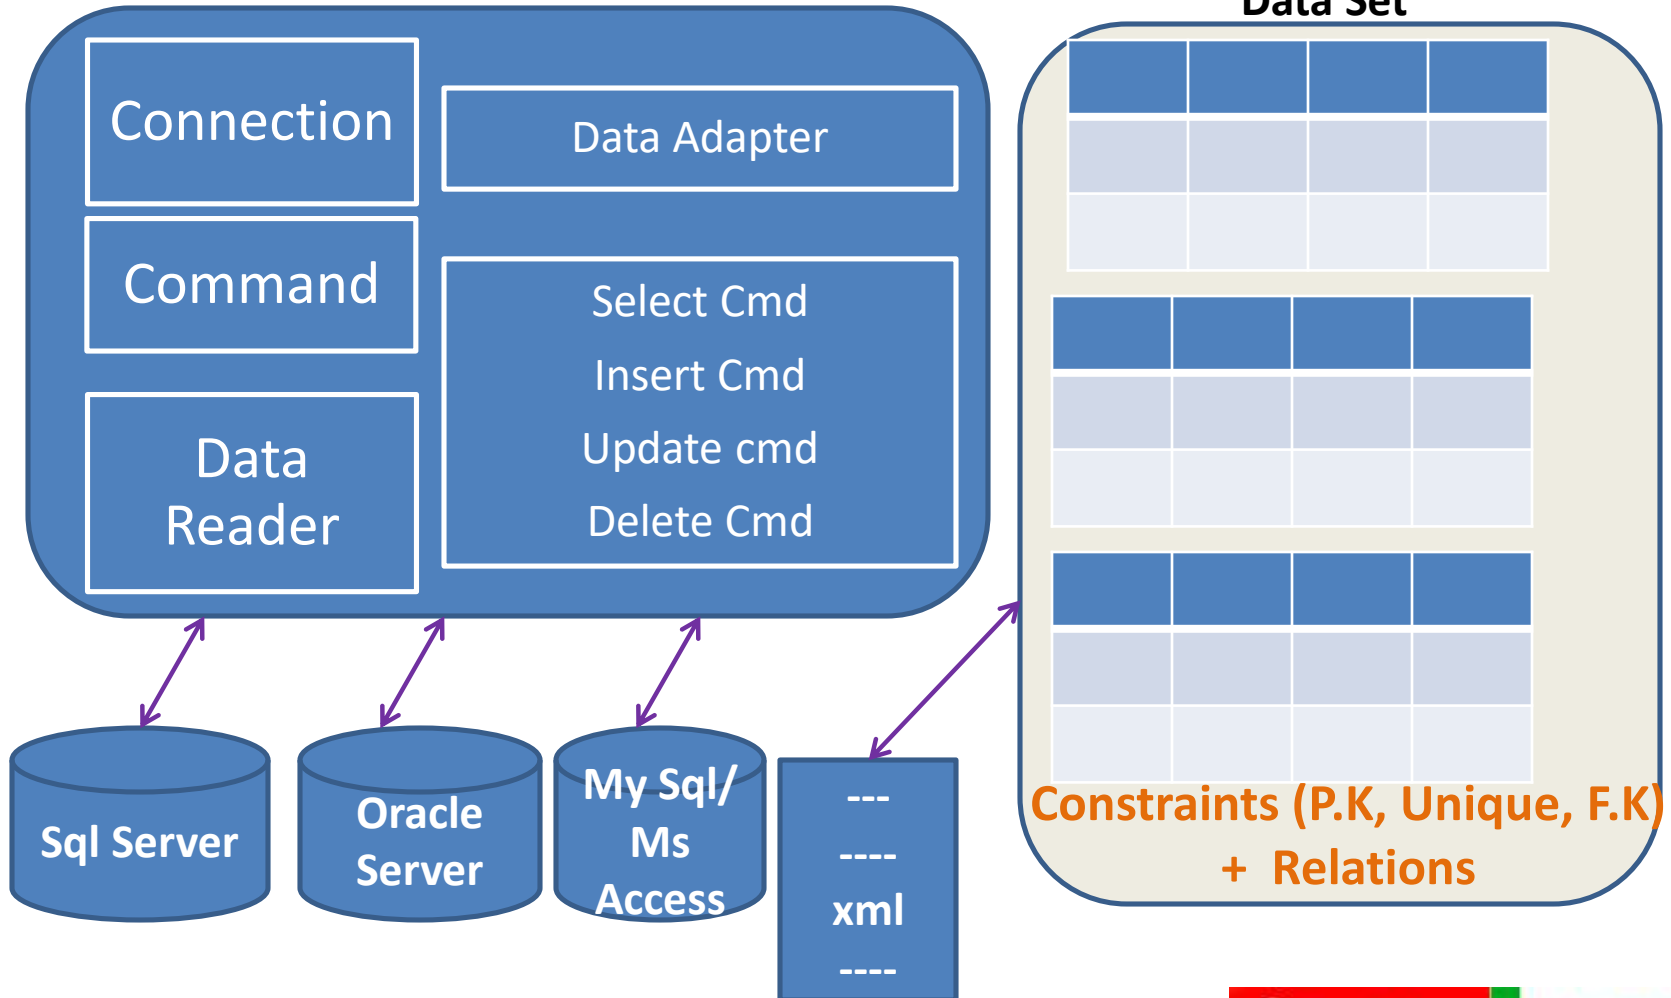 Data Set
Connection
Data Adapter
Command
Select Cmd
Insert Cmd
Update cmd
Delete Cmd
Data
Reader
Sql Server
Oracle
Server
My Sql/
Ms
Access
---
----
xml
----
Constraints (P.K, Unique, F.K)
+ Relations